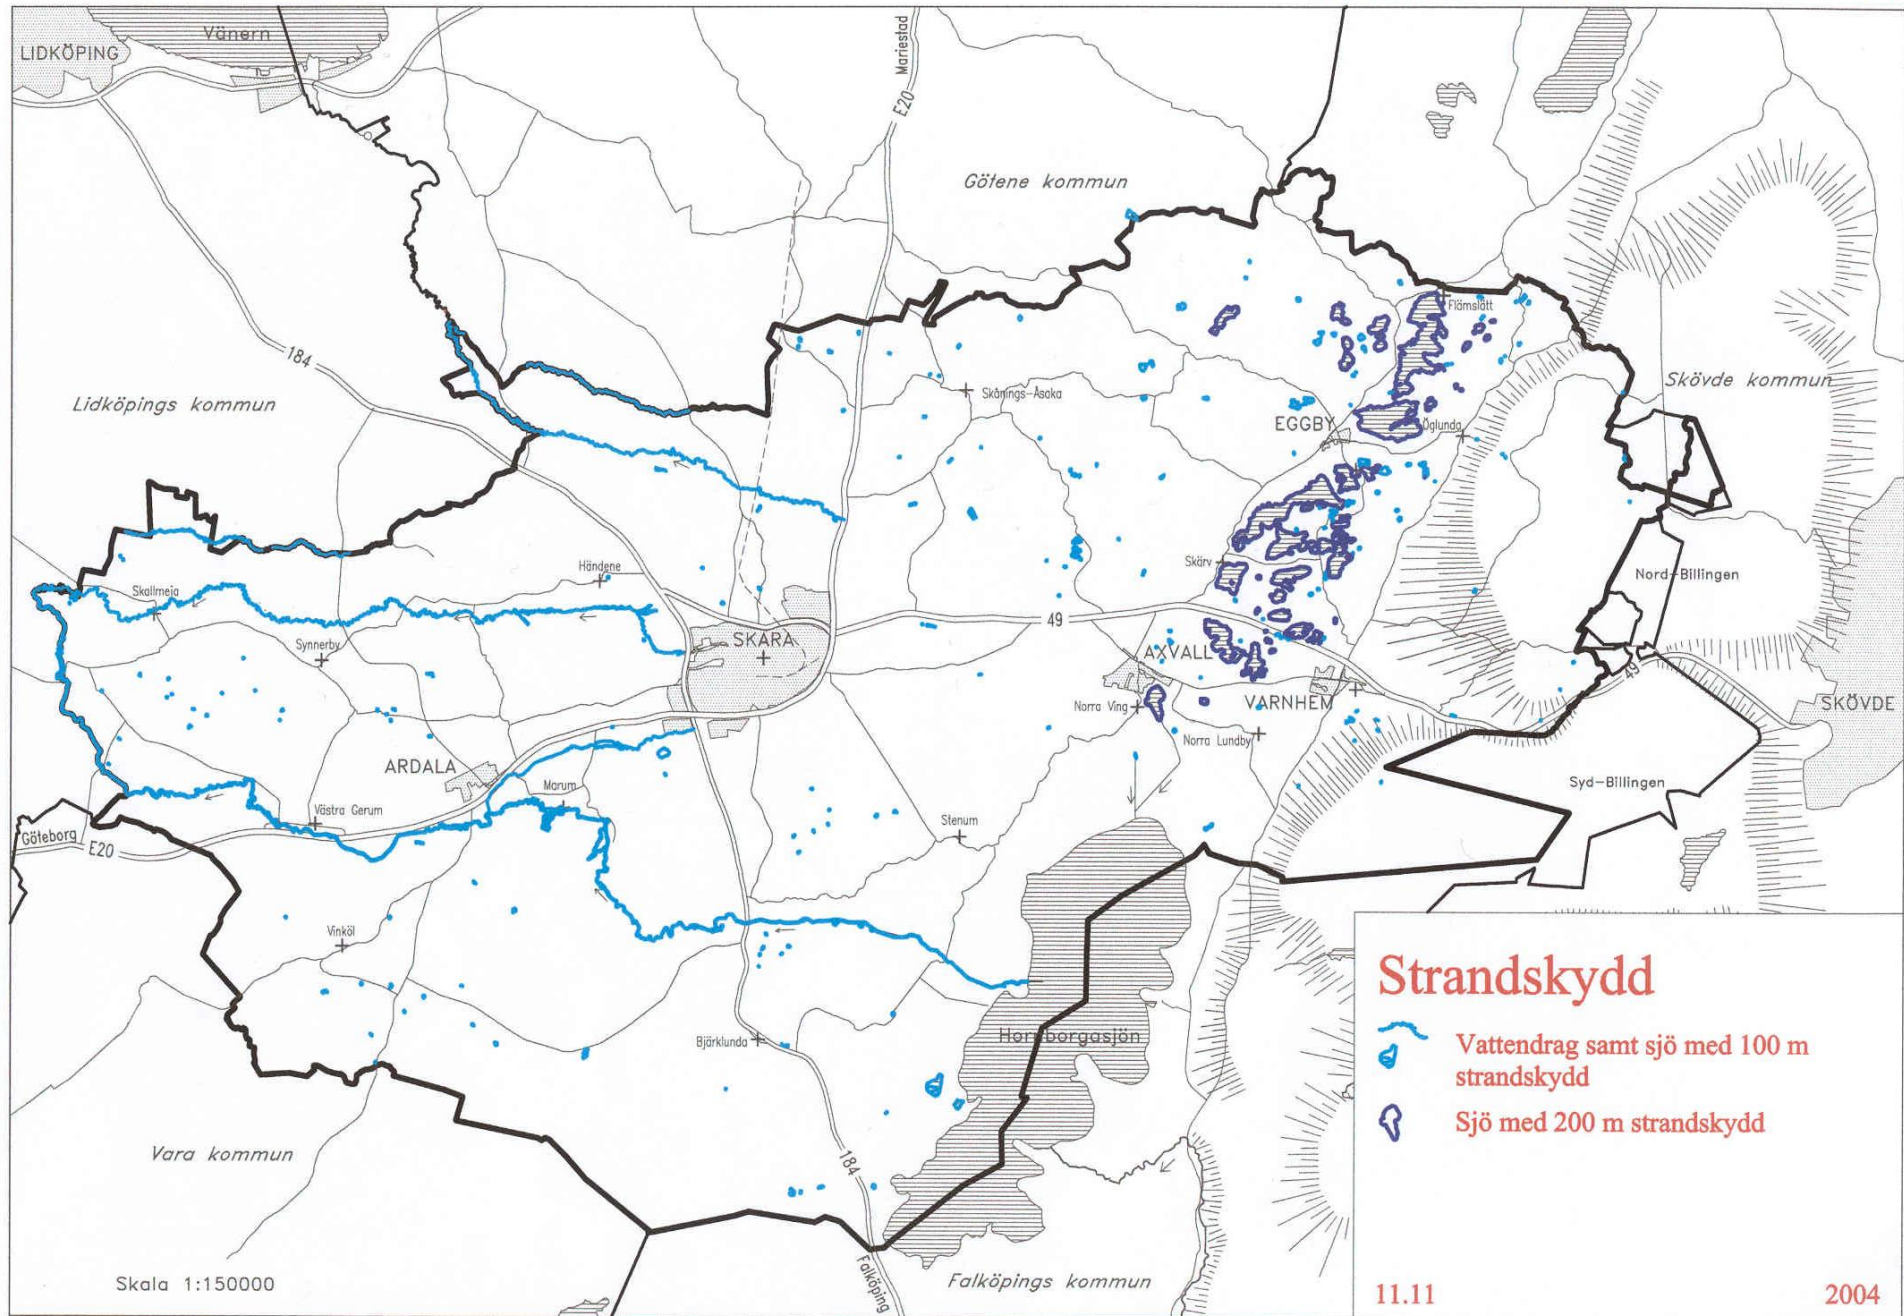 Vänern
LIDKÖPING
Mariestad
E20
Götene kommun
184
Flämslätt
Lidköpings kommun
Skånings-Åsaka
Skövde kommun
EGGBY
Öglunda
Händene
Skärv
Nord-Billingen
Skallmeja
49
SKARA
Synnerby
AXVALL
49
VARNHEM
SKÖVDE
Norra Ving
Norra Lundby
ARDALA
Marum
Syd-Billingen
Västra Gerum
Stenum
Göteborg
E20
Vinköl
Bjärklunda
Hornborgasjön
Vara kommun
184
Falköping
Falköpings kommun
Skala 1:150000
Strandskydd
Vattendrag samt sjö med 100 m
strandskydd
Sjö med 200 m strandskydd
11.11
2004